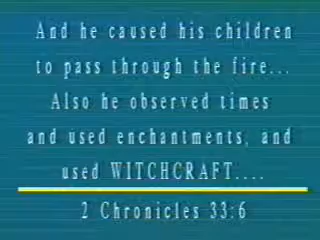 And he caused his children
to pass through the fire...
Also he observed times
and used enchantments, and
used WITCHCRAFT....
2 Chronicles 33:6